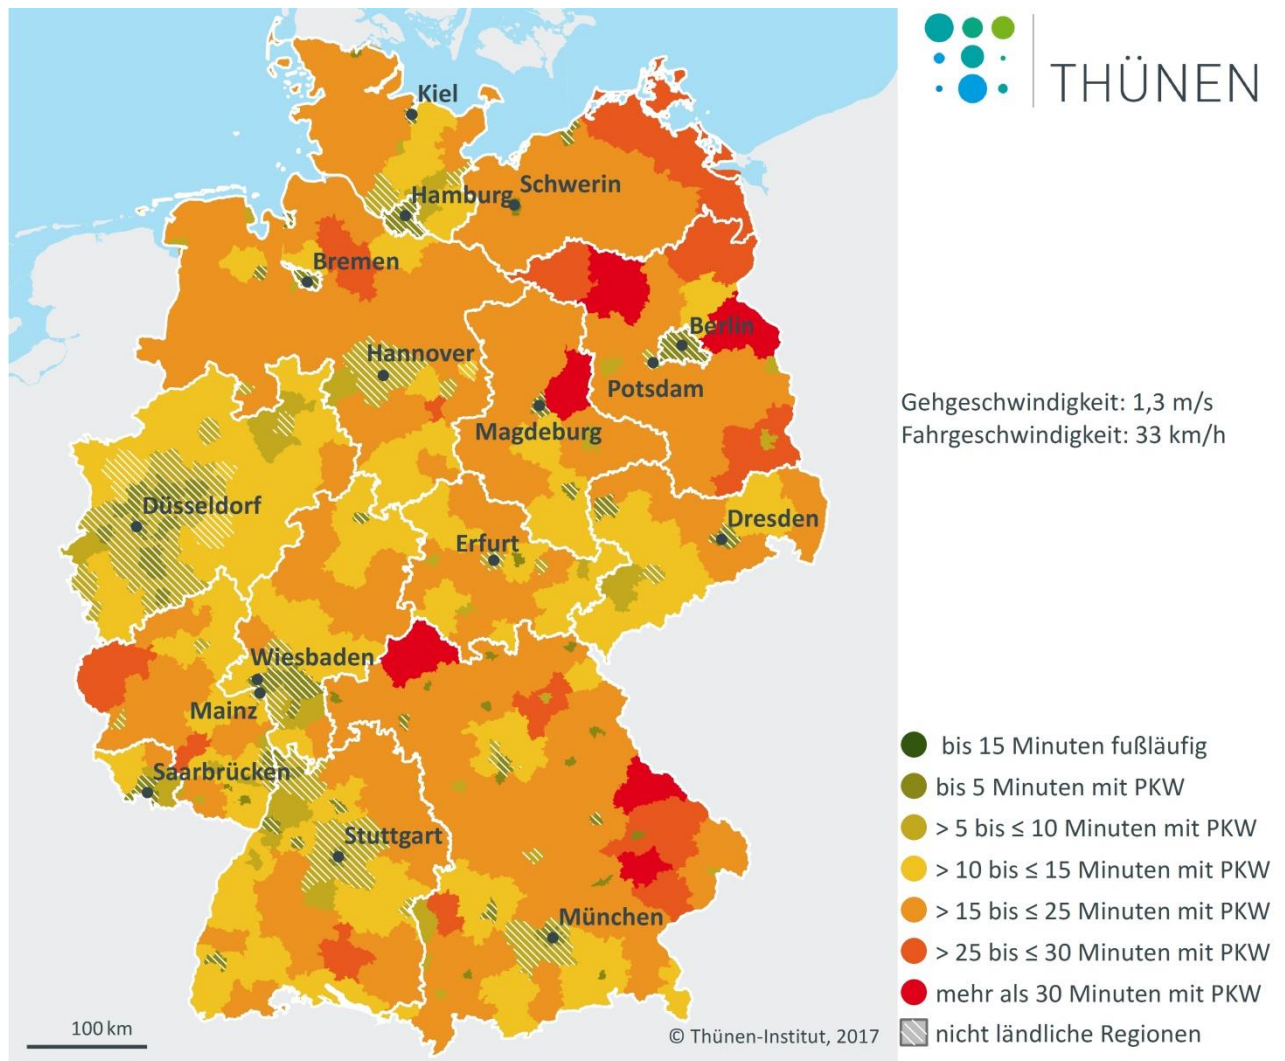 THÜNEN
Kiel
Schwerin
Hamburg
Bremen
Berlin
Hannover
Potsdam
Magdeburg
Düsseldorf
Dresden
Erfurt
Wiesbaden
Mainz
Saarbrücken
Stuttgart
München
Gehgeschwindigkeit: 1,3 m/s
Fahrgeschwindigkeit: 33 km/h
bis 15 Minuten fußläufig
bis 5 Minuten mit PKW
> 5 bis ≤ 10 Minuten mit PKW
> 10 bis ≤ 15 Minuten mit PKW
> 15 bis ≤ 25 Minuten mit PKW
> 25 bis ≤ 30 Minuten mit PKW
mehr als 30 Minuten mit PKW
nicht ländliche Regionen
100 km
© Thünen-Institut, 2017